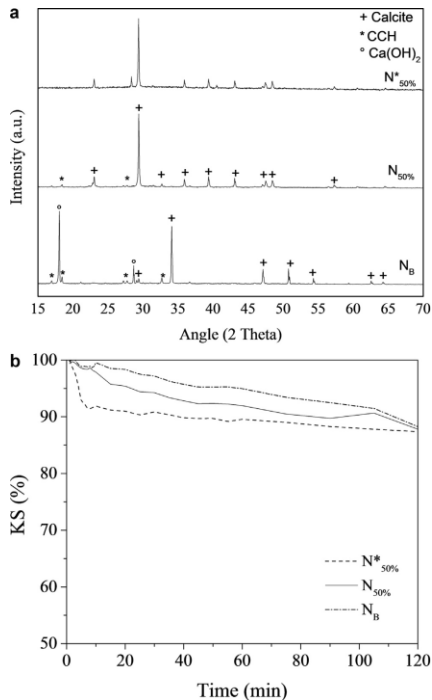 a
+ Calcite
* CCH
° Ca(OH)2
N*50%
* + + + * + + + + + +
N50%
* ° * * ° + * + + + + + +
NB
Intensity (a.u.)
15 20 25 30 35 40 45 50 55 60 65 70
Angle (2 Theta)
b
100
90
80
70
60
50
KS (%)
N*50%
N50%
NB
0 20 40 60 80 100 120
Time (min)